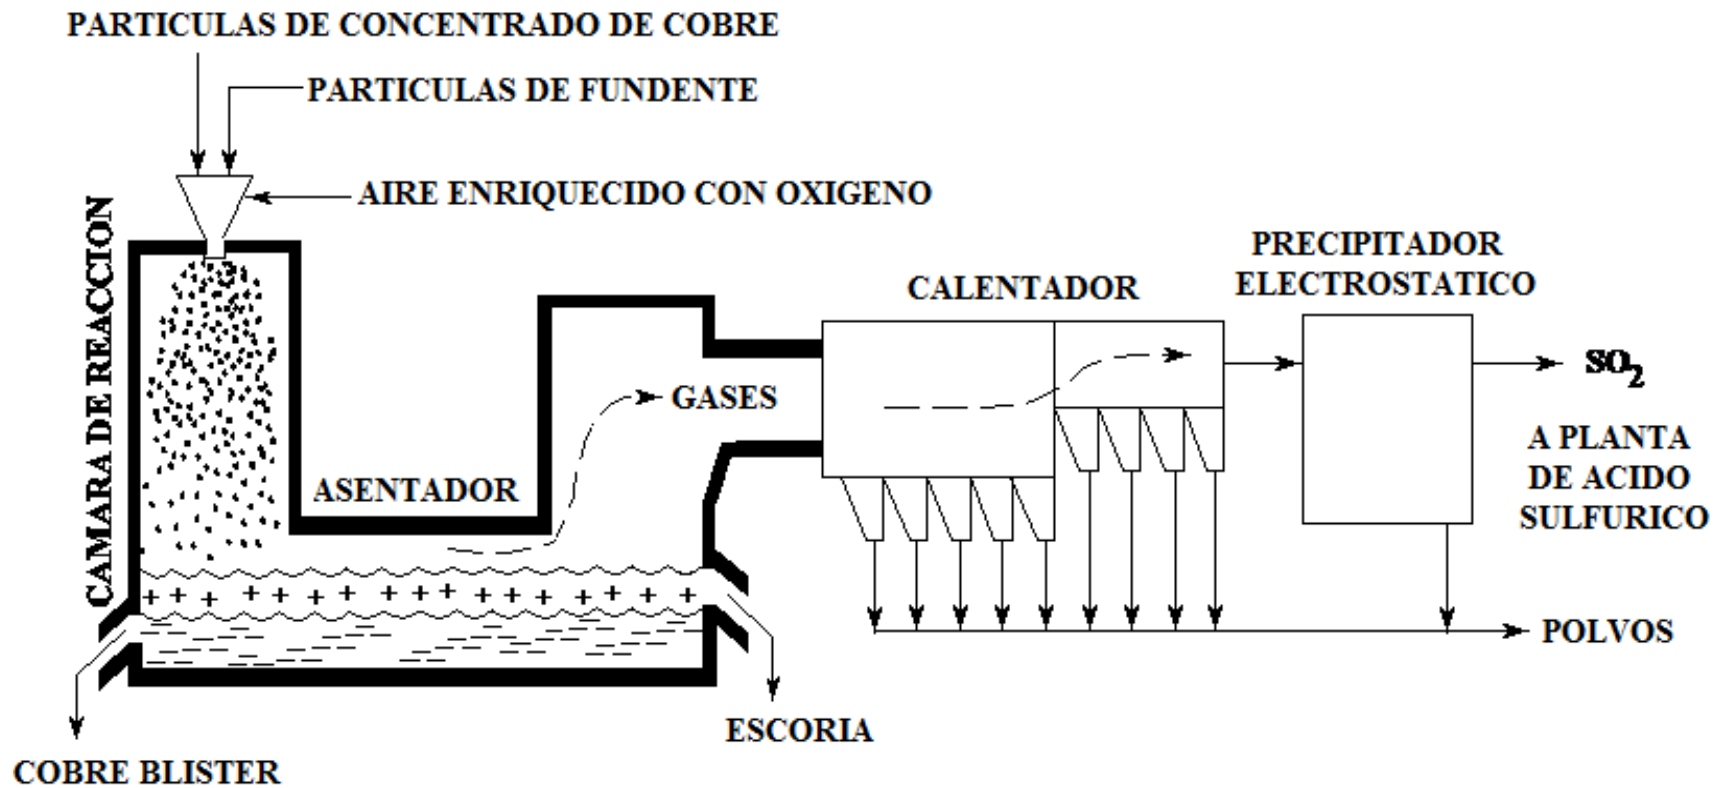 PARTICULAS DE CONCENTRADO DE COBRE
PARTICULAS DE FUNDENTE
AIRE ENRIQUECIDO CON OXIGENO
CAMARA DE REACCION
PRECIPITADOR
ELECTROSTATICO
CALENTADOR
SO2
GASES
A PLANTA
DE ACIDO
SULFURICO
ASENTADOR
POLVOS
ESCORIA
COBRE BLISTER